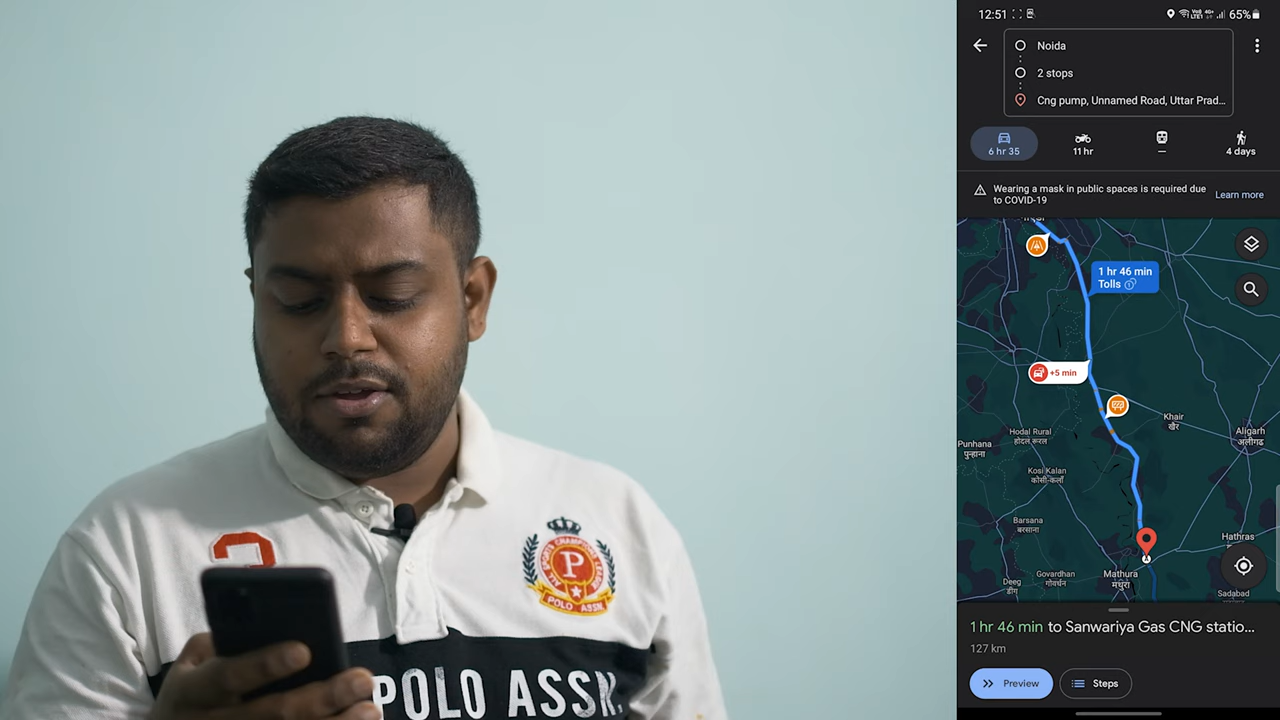 12:51
VoD 4G+
LTE1
65%
Noida
2 stops
Cng pump, Unnamed Road, Uttar Prad...
6 hr 35
11 hr
—
4 days
Wearing a mask in public spaces is required due
to COVID-19
Learn more
1 hr 46 min
Tolls
+5 min
Khair
खैर
Aligarh
अलीगढ
Hodal Rural
होदल रूरल
Punhana
पुन्हाना
Kosi Kalan
कोसी-कलाँ
Barsana
बरसाना
Hathras
Govardhan
गोवर्धन
Deeg
डीग
Mathura
मथुरा
Sadabad
1 hr 46 min to Sanwariya Gas CNG statio...
127 km
Preview
Steps
P
POLO ASSN.
POLO ASSN.